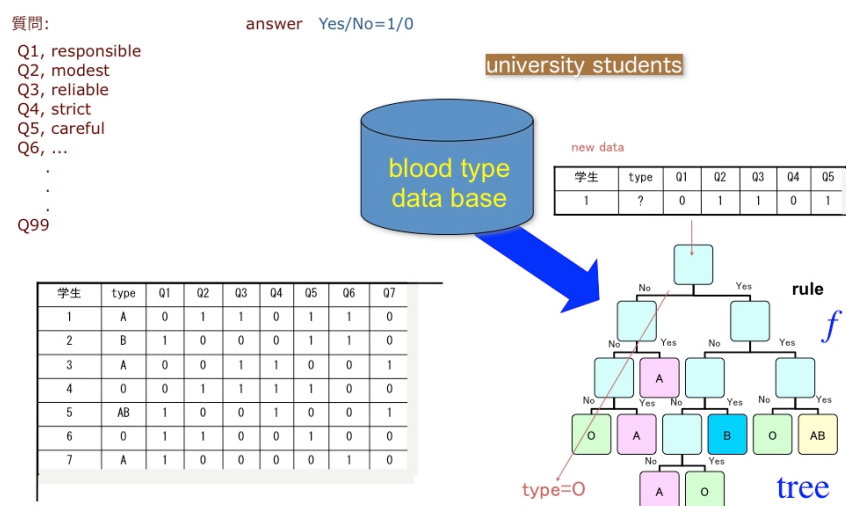 質問:
answer Yes/No=1/0
Q1, responsible
Q2, modest
Q3, reliable
Q4, strict
Q5, careful
Q6, ...
.
.
.
Q99
university students
blood type
data base
new data
学生 type Q1 Q2 Q3 Q4 Q5
1 ? 0 1 1 0 1
学生 type Q1 Q2 Q3 Q4 Q5 Q6 Q7
1 A 0 1 1 0 1 1 0
2 B 1 0 0 0 1 1 0
3 A 0 0 1 1 0 0 1
4 O 0 1 1 1 1 0 0
5 AB 1 0 0 1 0 0 1
6 O 1 1 0 0 1 0 0
7 A 1 0 0 0 0 1 0
No Yes
rule
f
No Yes No Yes
A
No Yes No Yes No Yes
O A B O AB
No Yes
A O
type=O
tree